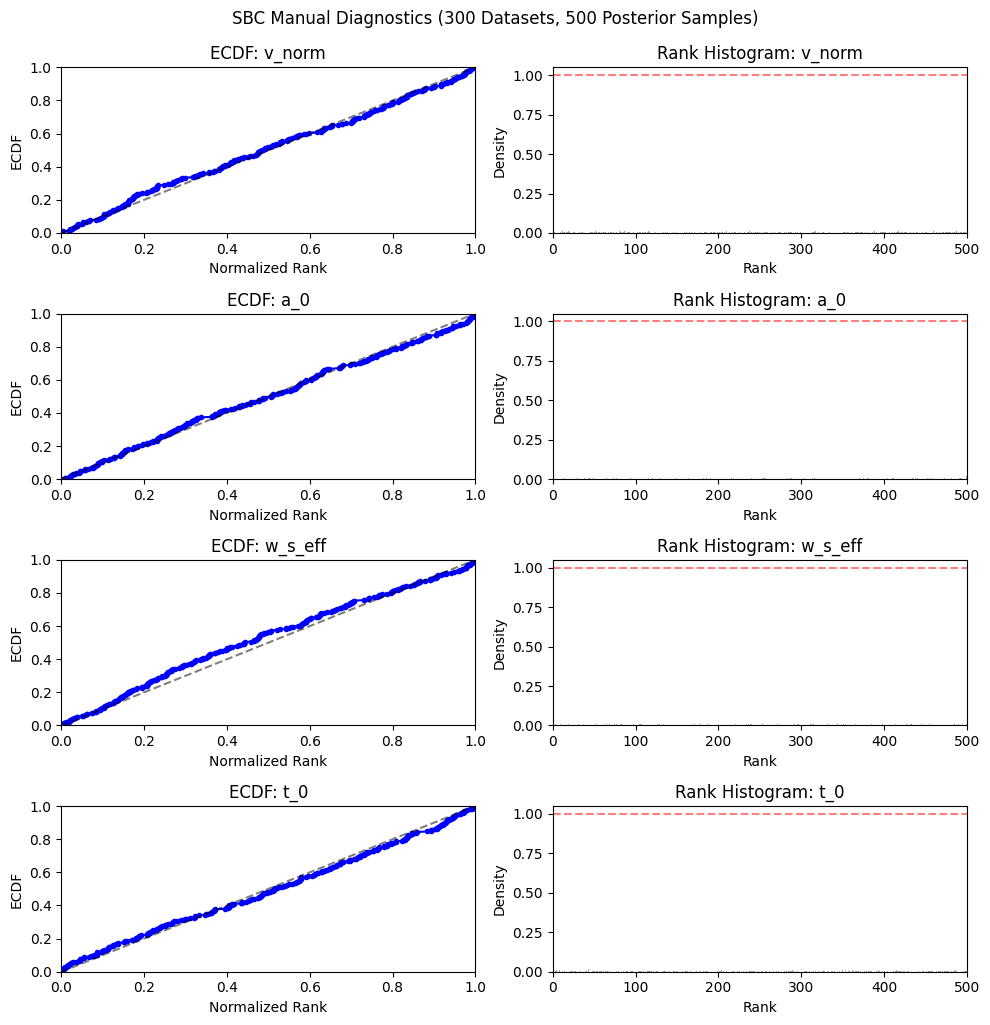 SBC Manual Diagnostics (300 Datasets, 500 Posterior Samples)
ECDF: v_norm
1.0
0.8
0.6
0.4
0.2
0.0
ECDF
0.0 0.2 0.4 0.6 0.8 1.0
Normalized Rank
Rank Histogram: v_norm
1.00
0.75
0.50
0.25
0.00
Density
0 100 200 300 400 500
Rank
ECDF: a_0
1.0
0.8
0.6
0.4
0.2
0.0
ECDF
0.0 0.2 0.4 0.6 0.8 1.0
Normalized Rank
Rank Histogram: a_0
1.00
0.75
0.50
0.25
0.00
Density
0 100 200 300 400 500
Rank
ECDF: w_s_eff
1.0
0.8
0.6
0.4
0.2
0.0
ECDF
0.0 0.2 0.4 0.6 0.8 1.0
Normalized Rank
Rank Histogram: w_s_eff
1.00
0.75
0.50
0.25
0.00
Density
0 100 200 300 400 500
Rank
ECDF: t_0
1.0
0.8
0.6
0.4
0.2
0.0
ECDF
0.0 0.2 0.4 0.6 0.8 1.0
Normalized Rank
Rank Histogram: t_0
1.00
0.75
0.50
0.25
0.00
Density
0 100 200 300 400 500
Rank